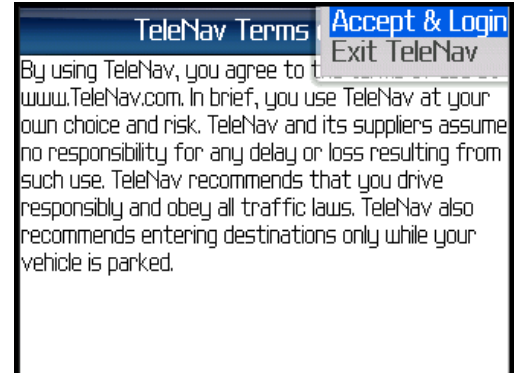 TeleNav Terms
Accept & Login
Exit TeleNav
By using TeleNav, you agree to
www.TeleNav.com. In brief, you use TeleNav at your
own choice and risk. TeleNav and its suppliers assume
no responsibility for any delay or loss resulting from
such use. TeleNav recommends that you drive
responsibly and obey all traffic laws. TeleNav also
recommends entering destinations only while your
vehicle is parked.